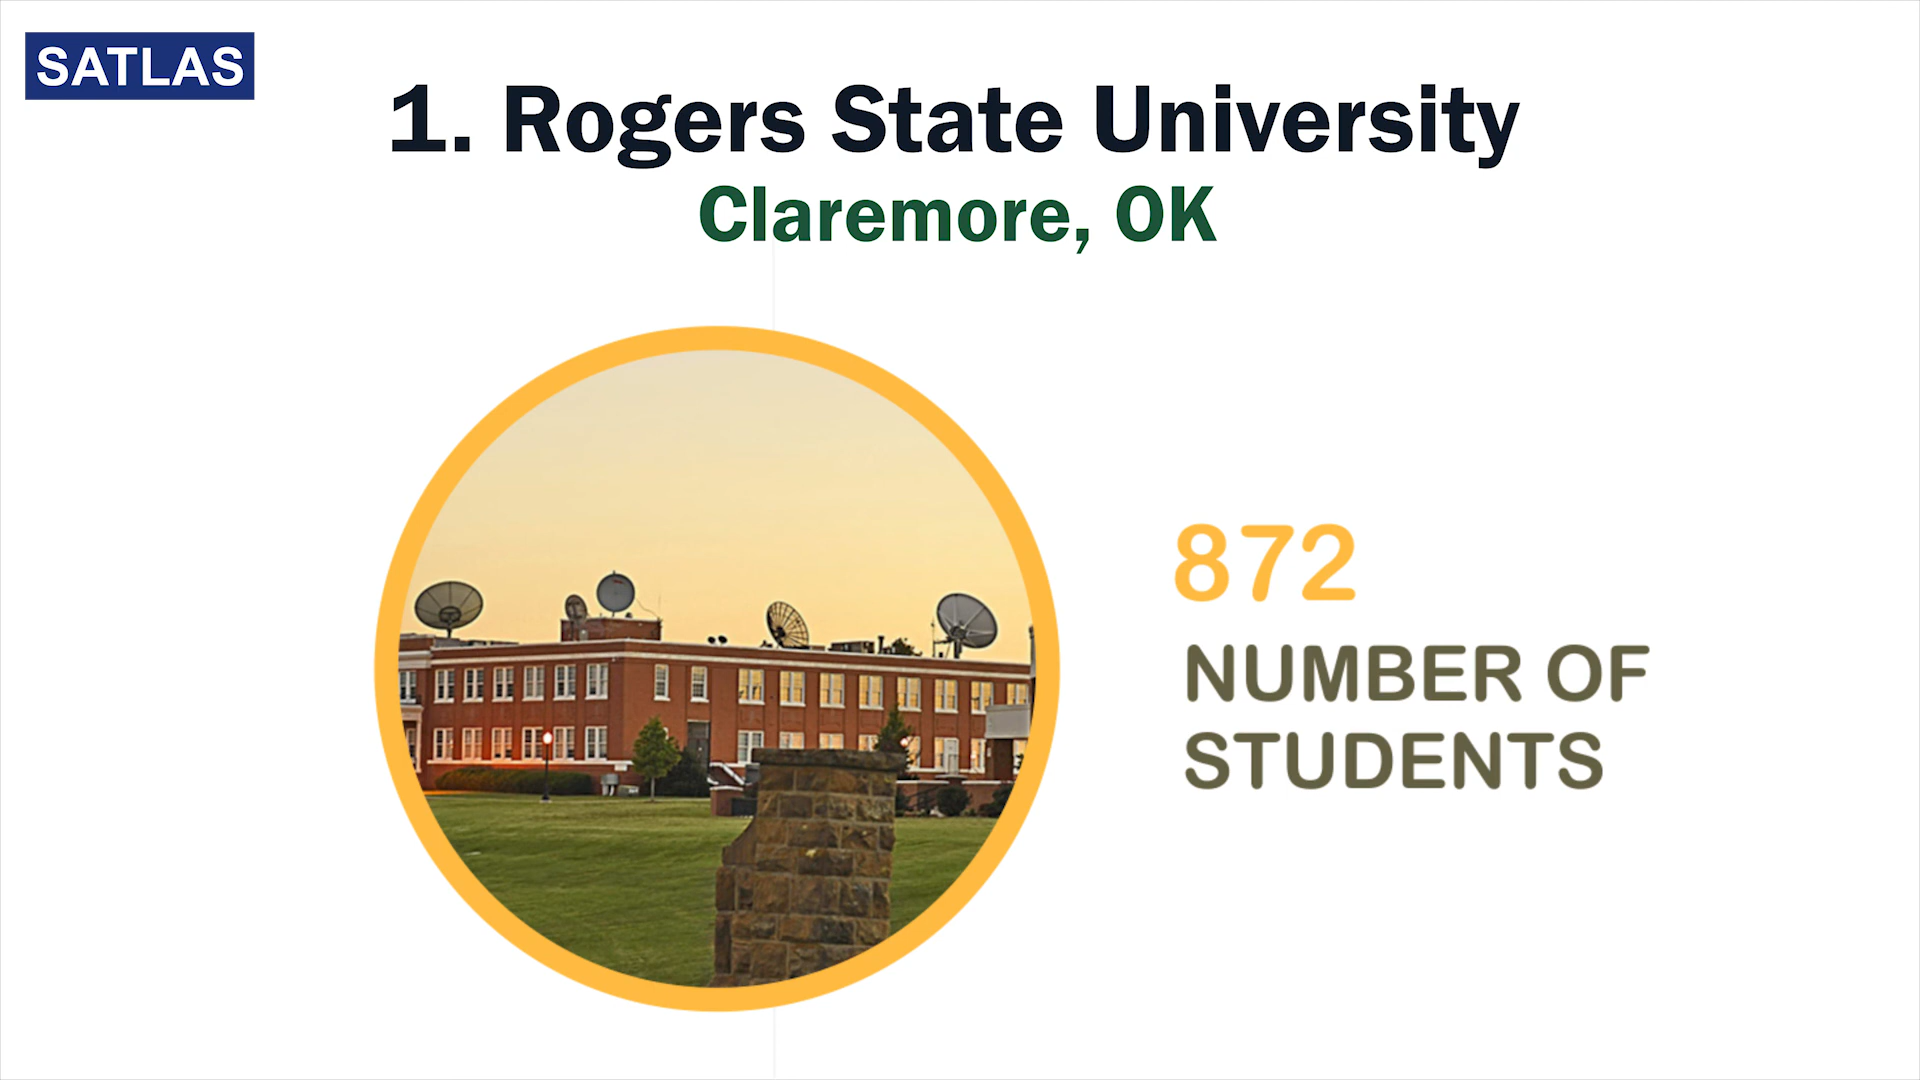 SATLAS
1. Rogers State University
Claremore, OK
872
NUMBER OF
STUDENTS